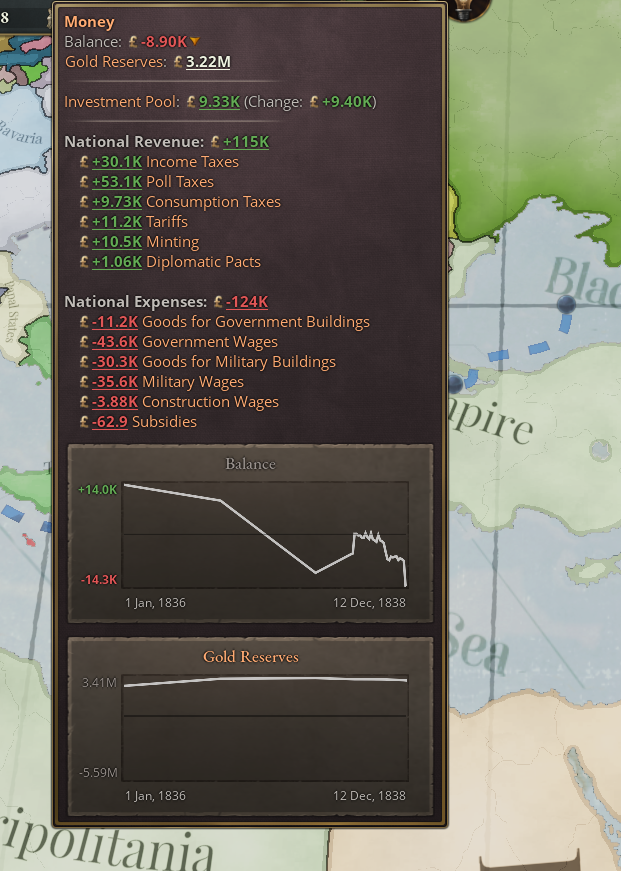 8
Money
Balance: £ -8.90K
Gold Reserves: £ 3.22M
Investment Pool: £ 9.33K (Change: £ +9.40K)
National Revenue: £ +115K
£ +30.1K Income Taxes
£ +53.1K Poll Taxes
£ +9.73K Consumption Taxes
£ +11.2K Tariffs
£ +10.5K Minting
£ +1.06K Diplomatic Pacts
National Expenses: £ -124K
£ -11.2K Goods for Government Buildings
£ -43.6K Government Wages
£ -30.3K Goods for Military Buildings
£ -35.6K Military Wages
£ -3.88K Construction Wages
£ -62.9 Subsidies
Balance
+14.0K
-14.3K
1 Jan, 1836 12 Dec, 1838
Gold Reserves
3.41M
-5.59M
1 Jan, 1836 12 Dec, 1838
Bavaria
States
Blac
mpire
Sea
ripolitania